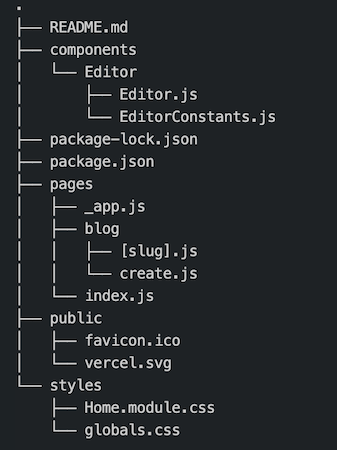 .
├── README.md
├── components
│   └── Editor
│       ├── Editor.js
│       └── EditorConstants.js
├── package-lock.json
├── package.json
├── pages
│   ├── _app.js
│   ├── blog
│   │   ├── [slug].js
│   │   └── create.js
│   └── index.js
├── public
│   ├── favicon.ico
│   └── vercel.svg
└── styles
    ├── Home.module.css
    └── globals.css